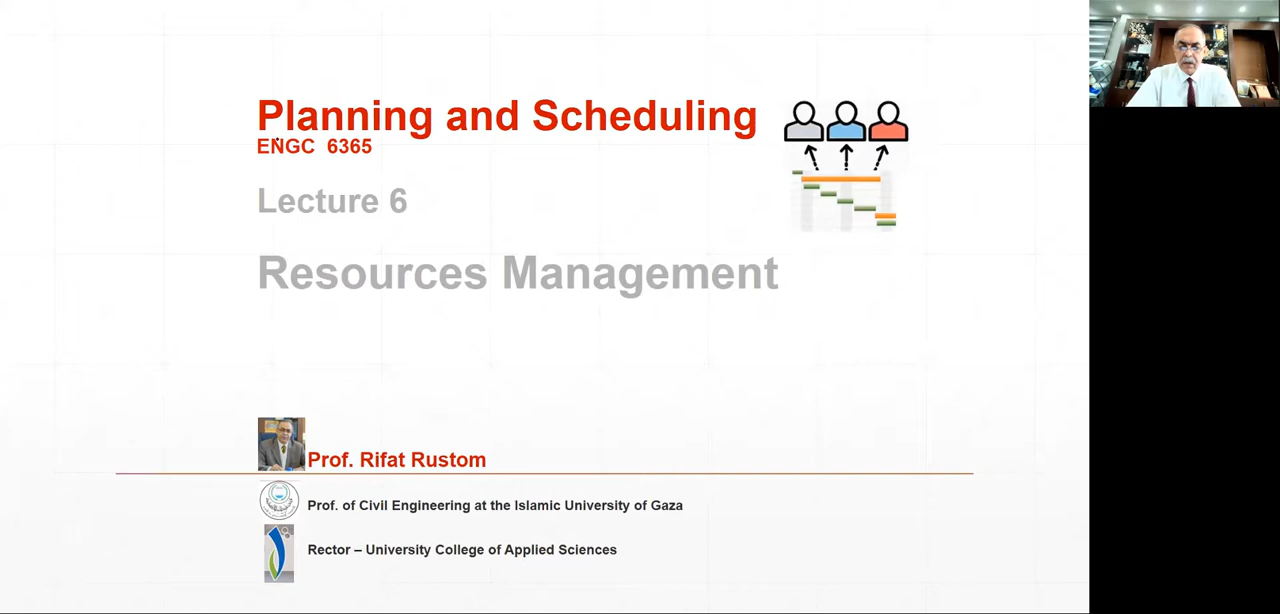 Planning and Scheduling
ENGC 6365
Lecture 6
Resources Management
Prof. Rifat Rustom
Prof. of Civil Engineering at the Islamic University of Gaza
Rector – University College of Applied Sciences